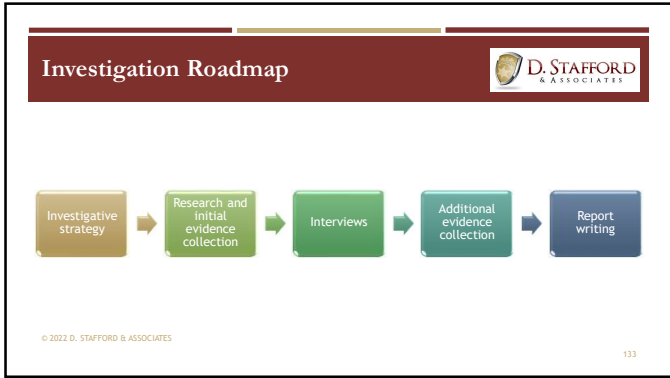 Investigation Roadmap
D. STAFFORD
& ASSOCIATES
Investigative
strategy
Research and
initial
evidence
collection
Interviews
Additional
evidence
collection
Report
writing
© 2022 D. STAFFORD & ASSOCIATES
133